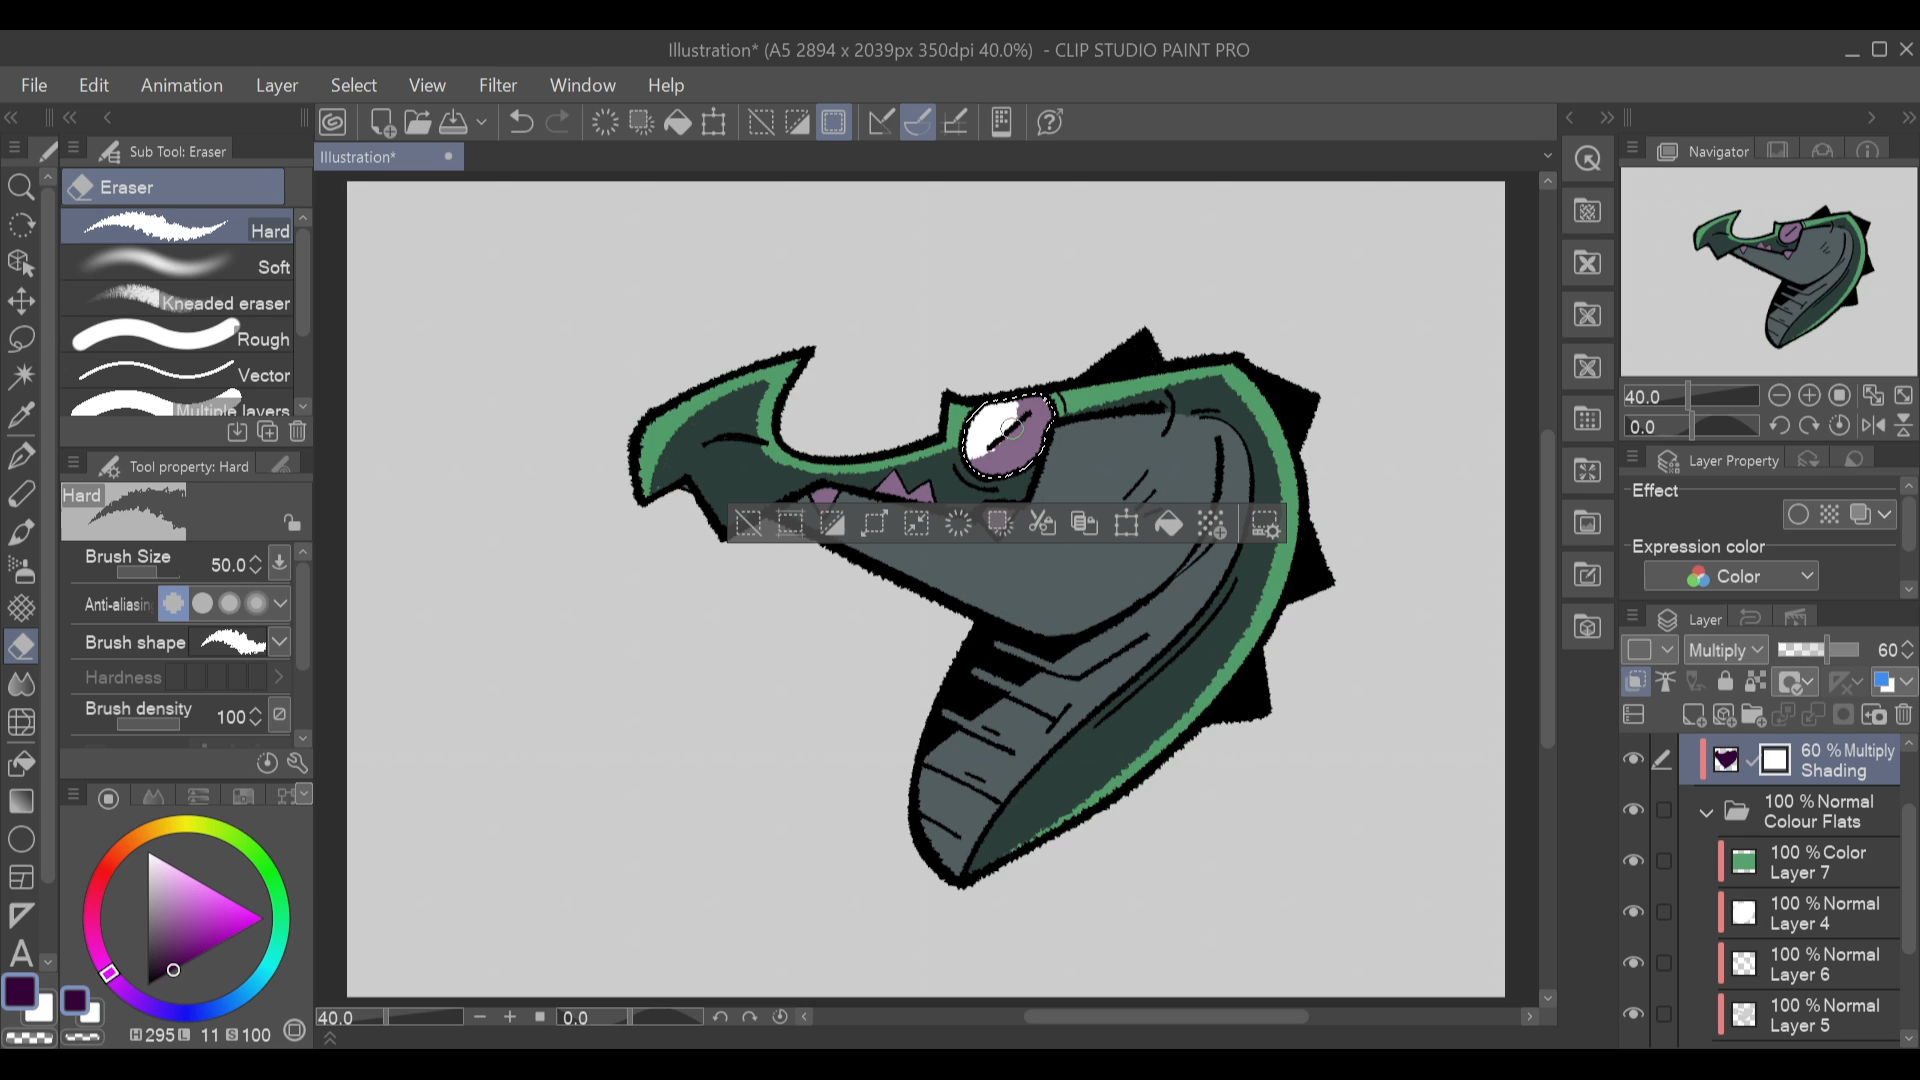 Illustration* (A5 2894 x 2039px 350dpi 40.0%) - CLIP STUDIO PAINT PRO
File Edit Animation Layer Select View Filter Window Help
Sub Tool: Eraser
Illustration*
Navigator
Eraser
Hard
Soft
Kneaded eraser
Rough
Vector
Multiple layers
40.0
0.0
Tool property: Hard
Layer Property
Hard
Effect
Expression color
Brush Size 50.0
Color
Anti-aliasing
Layer
Brush shape
Multiply 60
Hardness
Brush density 100
60 % Multiply
Shading
100 % Normal
Colour Flats
100 % Color
Layer 7
100 % Normal
Layer 4
100 % Normal
Layer 6
100 % Normal
Layer 5
A
40.0 0.0
H 295 L 11 S 100